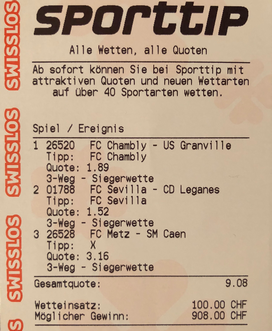 sporttip
Alle Wetten, alle Quoten
Ab sofort können Sie bei Sporttip mit
attraktiven Quoten und neuen Wettarten
auf über 40 Sportarten wetten.
Spiel / Ereignis
1 26520 FC Chambly - US Granville
Tipp: FC Chambly
Quote: 1.89
3-Weg - Siegerwette
2 01788 FC Sevilla - CD Leganes
Tipp: FC Sevilla
Quote: 1.52
3-Weg - Siegerwette
3 26528 FC Metz - SM Caen
Tipp: X
Quote: 3.16
3-Weg - Siegerwette
Gesamtquote: 9.08
Wetteinsatz: 100.00 CHF
Möglicher Gewinn: 908.00 CHF
SWISSLOS
SWISSLOS
SWISSLOS
SWISSLOS